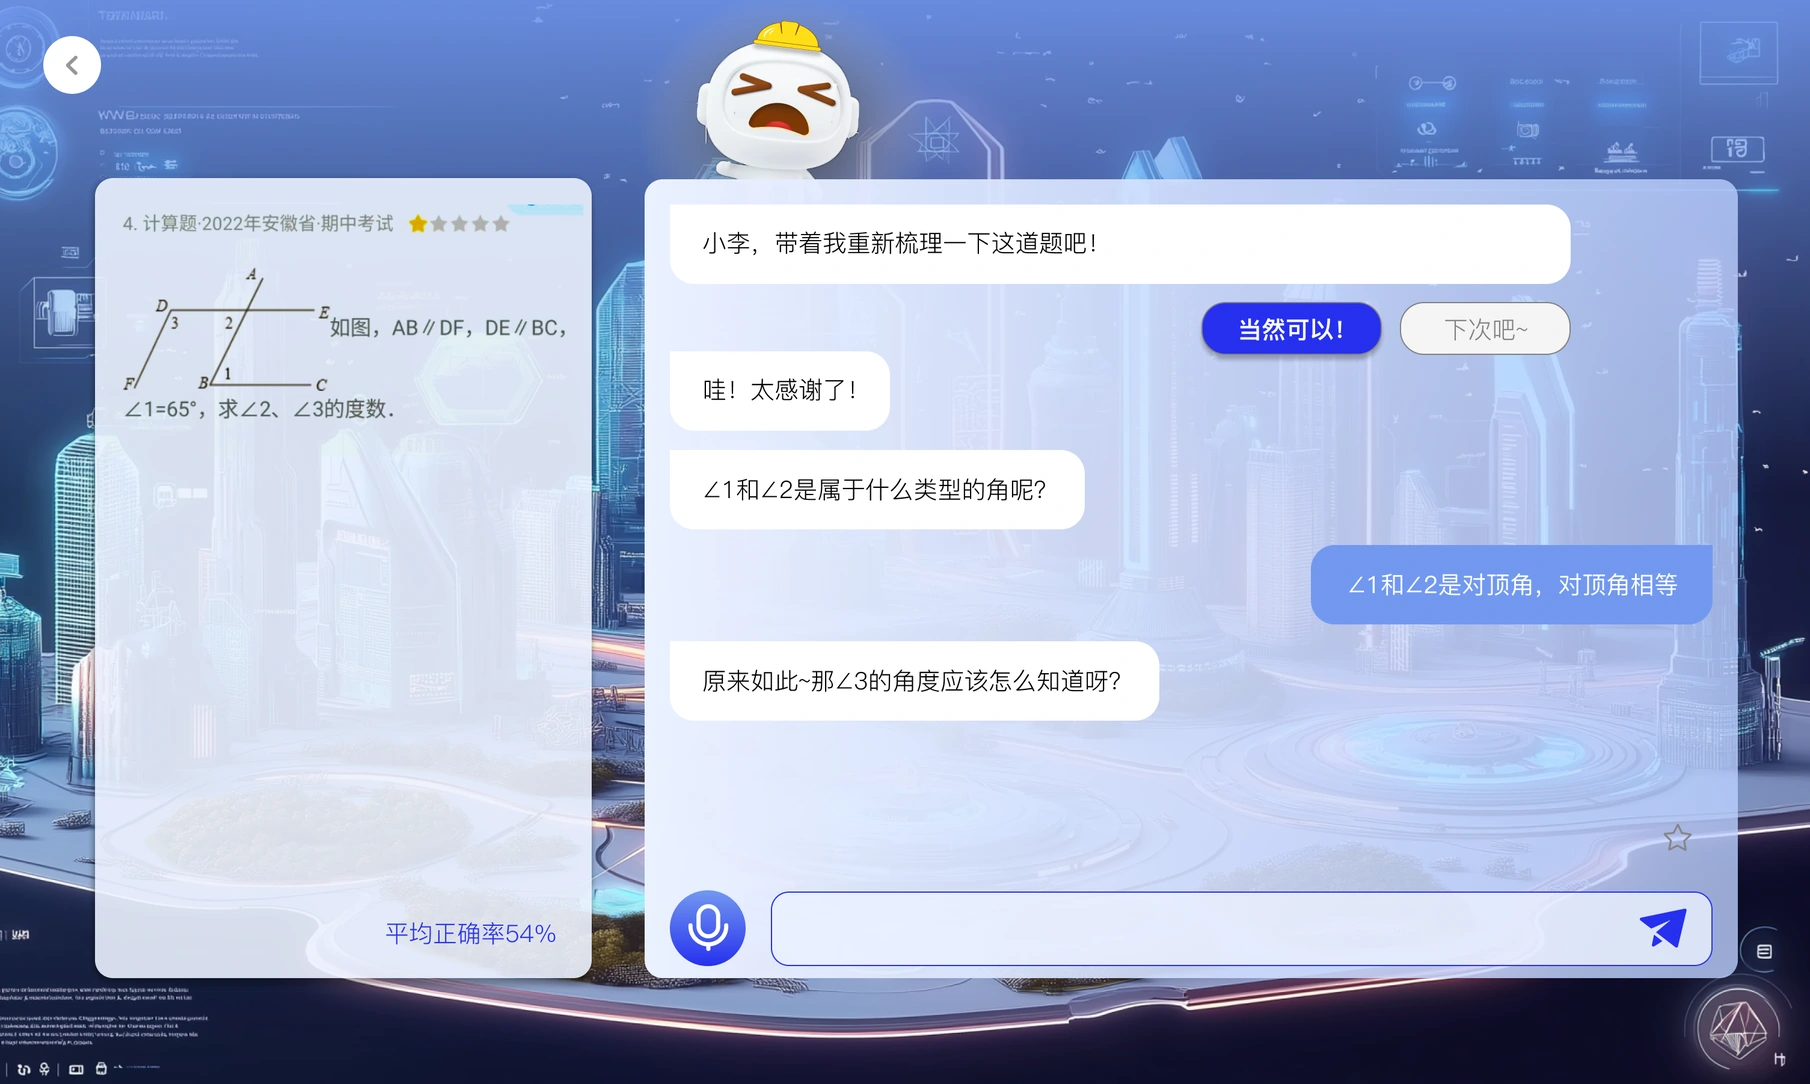 4. 计算题·2022年安徽省·期中考试
A
D
E
3
2
如图，AB∥DF，DE∥BC，
F
B
1
C
∠1=65°，求∠2、∠3的度数.
平均正确率54%
小李，带着我重新梳理一下这道题吧！
当然可以！
下次吧~
哇！太感谢了！
∠1和∠2是属于什么类型的角呢？
∠1和∠2是对顶角，对顶角相等
原来如此~那∠3的角度应该怎么知道呀？